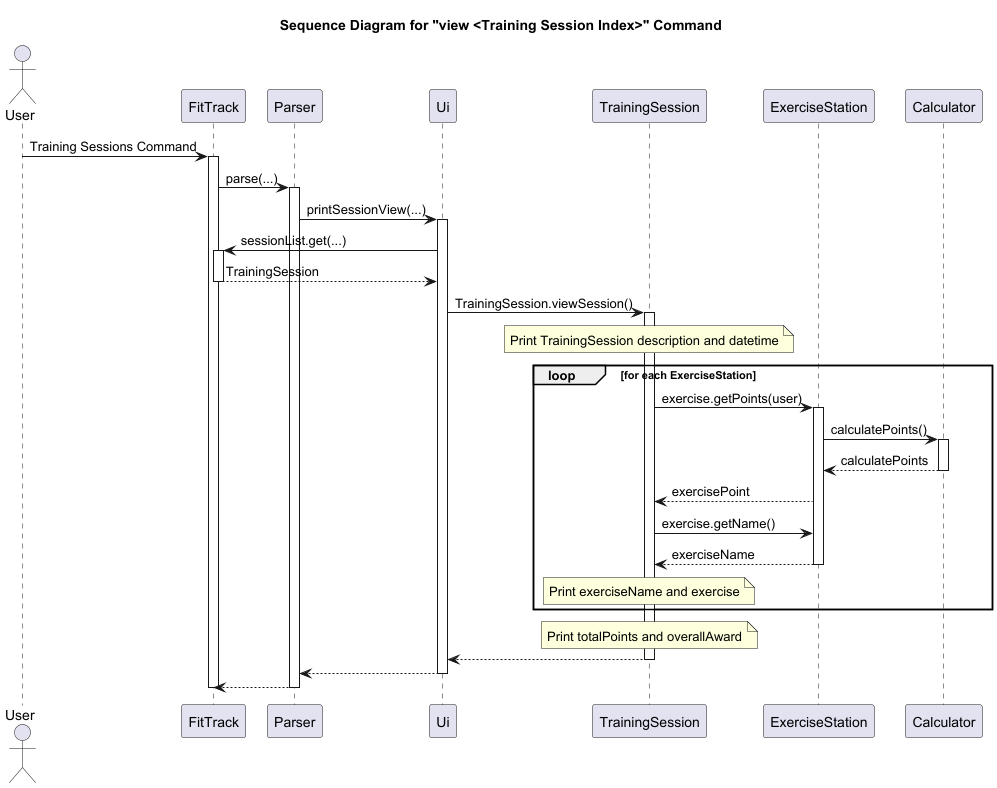 Sequence Diagram for "view <Training Session Index>" Command
User
FitTrack
Parser
Ui
TrainingSession
ExerciseStation
Calculator
Training Sessions Command
parse(...)
printSessionView(...)
sessionList.get(...)
TrainingSession
TrainingSession.viewSession()
Print TrainingSession description and datetime
loop
[for each ExerciseStation]
exercise.getPoints(user)
calculatePoints()
calculatePoints
exercisePoint
exercise.getName()
exerciseName
Print exerciseName and exercise
Print totalPoints and overallAward
User
FitTrack
Parser
Ui
TrainingSession
ExerciseStation
Calculator